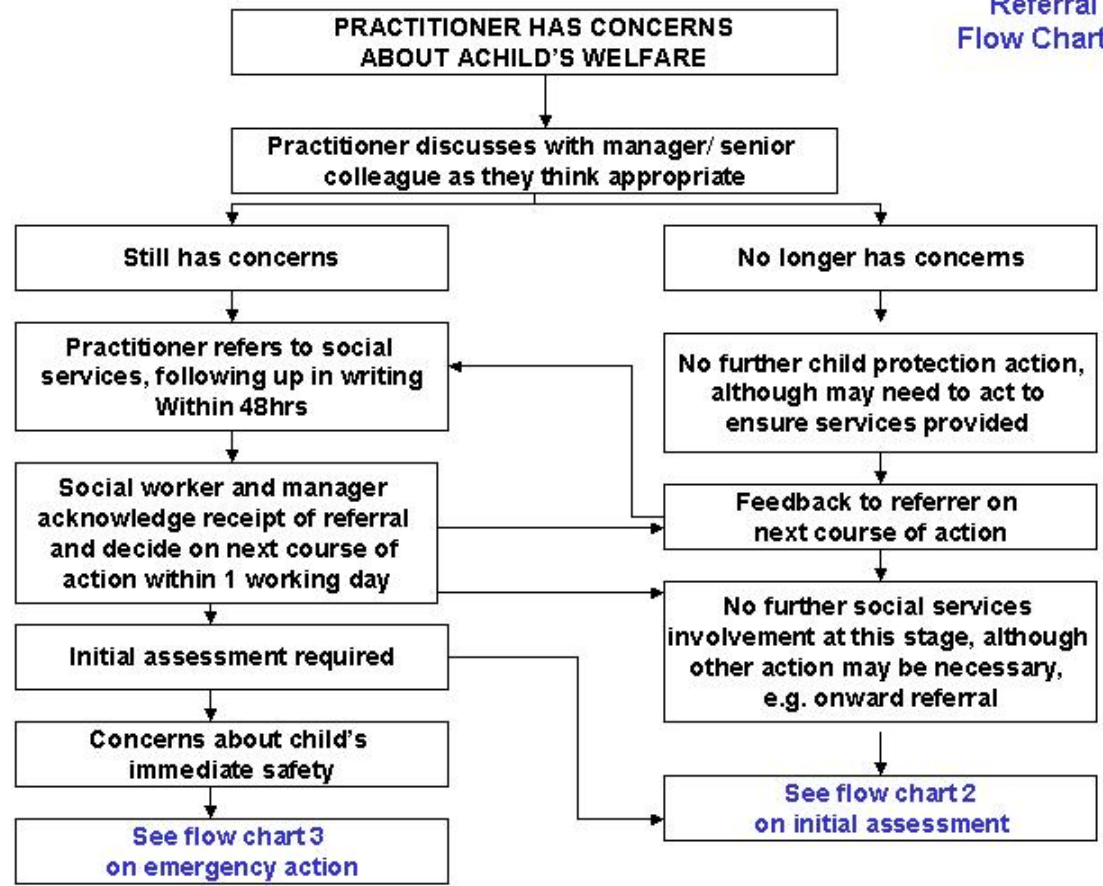 Referral
Flow Chart
PRACTITIONER HAS CONCERNS
ABOUT ACHILD'S WELFARE
Practitioner discusses with manager/ senior
colleague as they think appropriate
Still has concerns
No longer has concerns
Practitioner refers to social
services, following up in writing
Within 48hrs
No further child protection action,
although may need to act to
ensure services provided
Social worker and manager
acknowledge receipt of referral
and decide on next course of
action within 1 working day
Feedback to referrer on
next course of action
Initial assessment required
No further social services
involvement at this stage, although
other action may be necessary,
e.g. onward referral
Concerns about child's
immediate safety
See flow chart 3
on emergency action
See flow chart 2
on initial assessment